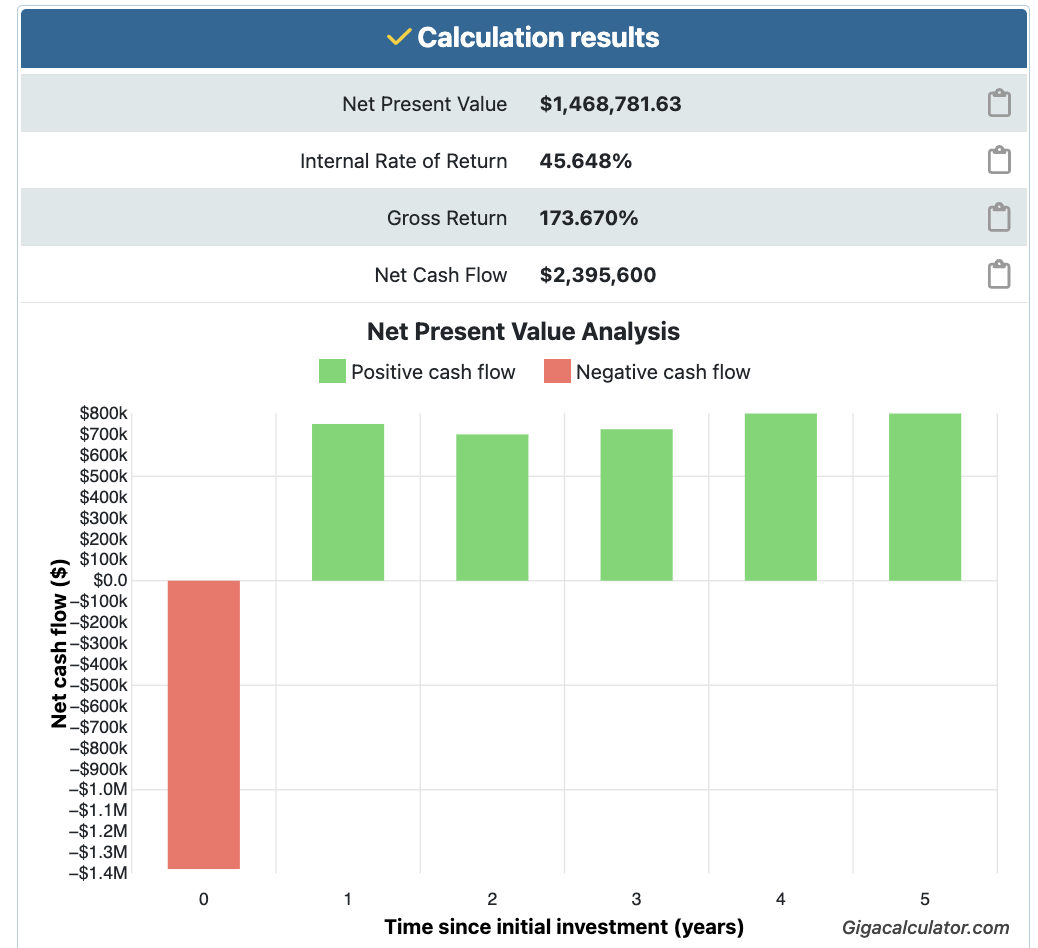 Calculation results
Net Present Value $1,468,781.63
Internal Rate of Return 45.648%
Gross Return 173.670%
Net Cash Flow $2,395,600
Net Present Value Analysis
Positive cash flow Negative cash flow
Net cash flow ($)
$800k
$700k
$600k
$500k
$400k
$300k
$200k
$100k
$0.0
–$100k
–$200k
–$300k
–$400k
–$500k
–$600k
–$700k
–$800k
–$900k
–$1.0M
–$1.1M
–$1.2M
–$1.3M
–$1.4M
0 1 2 3 4 5
Time since initial investment (years)
Gigacalculator.com